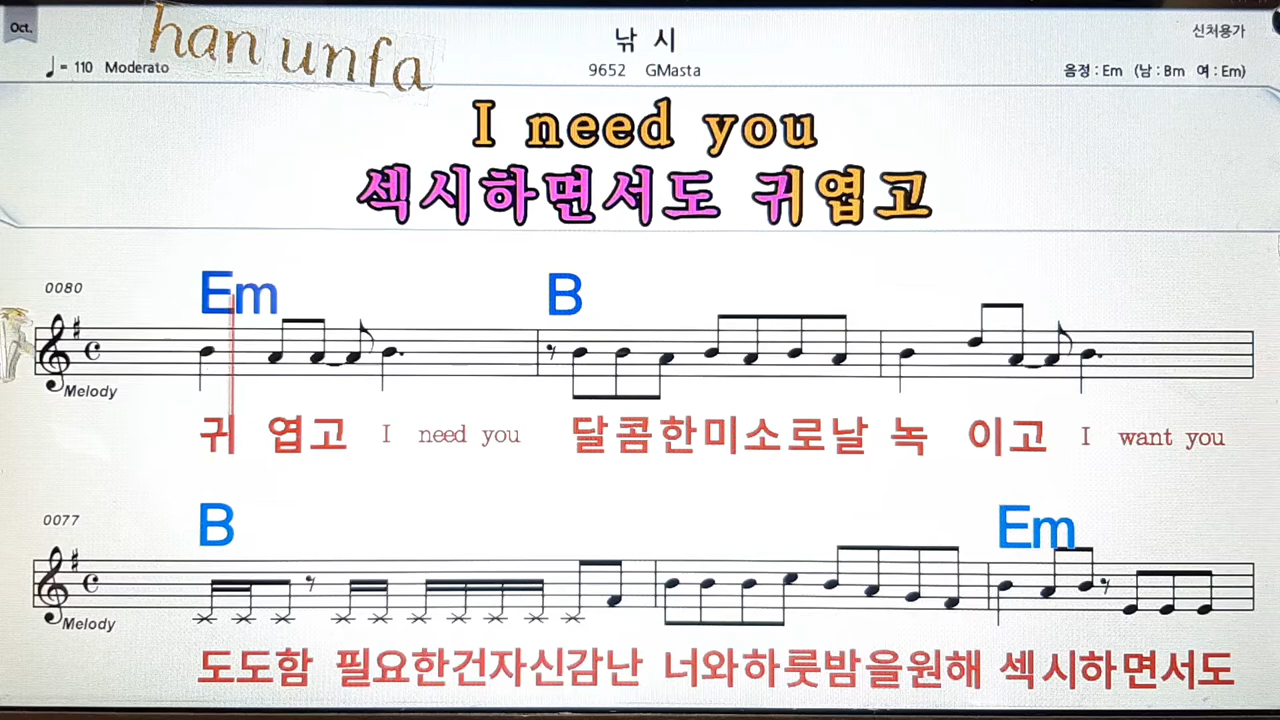 Oct.
han unfa
낚 시
신처용가
♩= 110 Moderato
9652 GMasta
음정 : Em (남 : Bm 여 : Em)
I need you
섹시하면서도 귀엽고
0080
Em B
Melody
귀 엽고 I need you 달콤한미소로날 녹 이고 I want you
0077
B Em
Melody
도도함 필요한건자신감난 너와하룻밤을원해 섹시하면서도